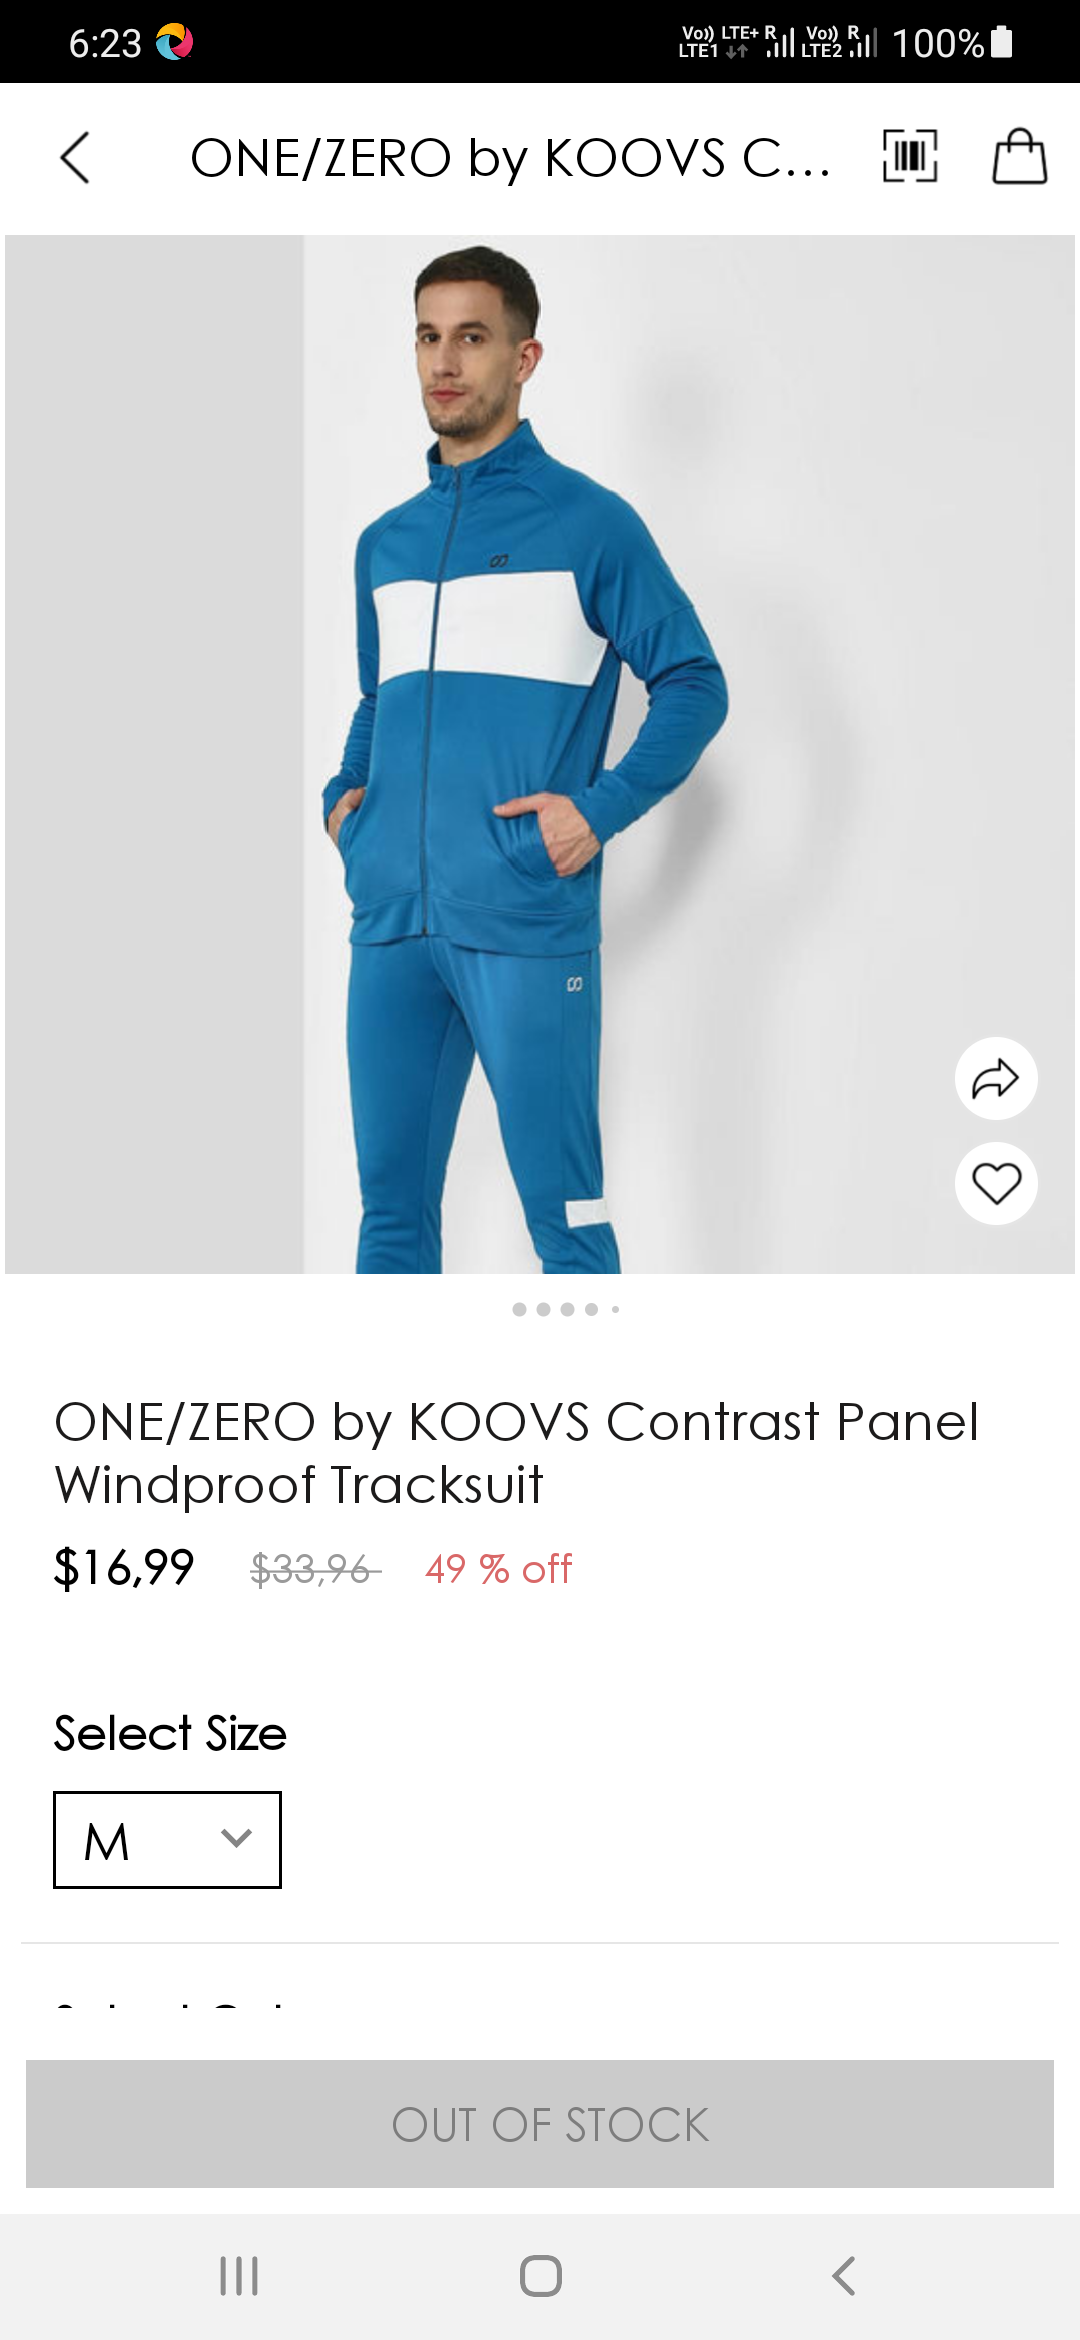 6:23
Vo)) LTE+ R Vo)) R
LTE1 LTE2 100%
ONE/ZERO by KOOVS C...
ONE/ZERO by KOOVS Contrast Panel
Windproof Tracksuit
$16,99 $33,96 49 % off
Select Size
M
OUT OF STOCK